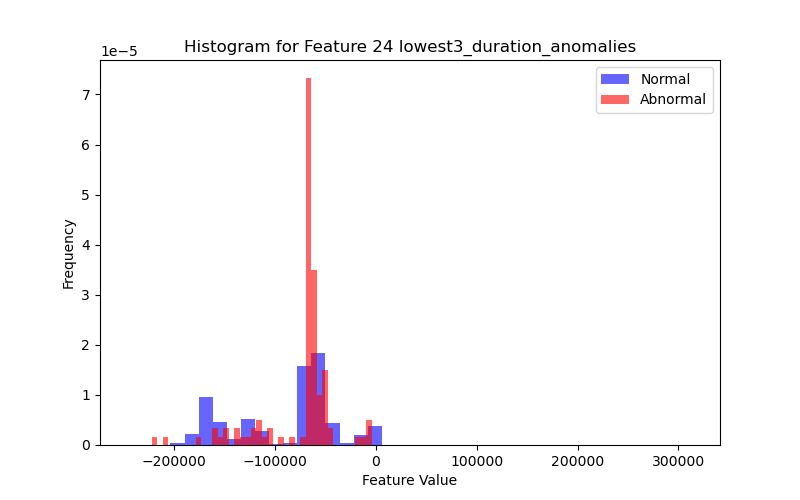 Histogram for Feature 24 lowest3_duration_anomalies
1e−5
Normal
Abnormal
7
6
5
4
3
2
1
0
Frequency
−200000 −100000 0 100000 200000 300000
Feature Value